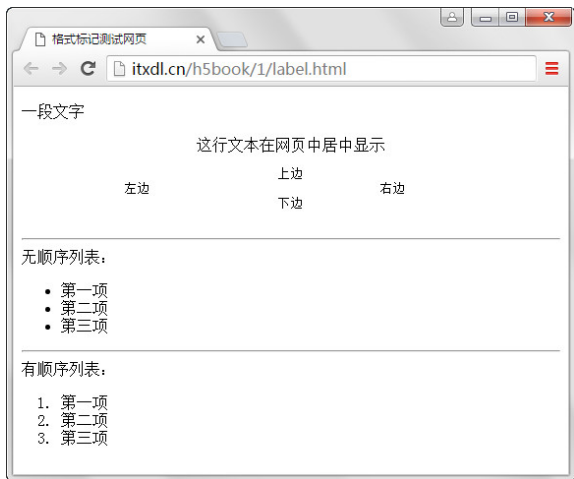 格式标记测试网页
itxdl.cn/h5book/1/label.html
一段文字
这行文本在网页中居中显示
上边
左边 右边
下边
无顺序列表：
• 第一项
• 第二项
• 第三项
有顺序列表：
1. 第一项
2. 第二项
3. 第三项